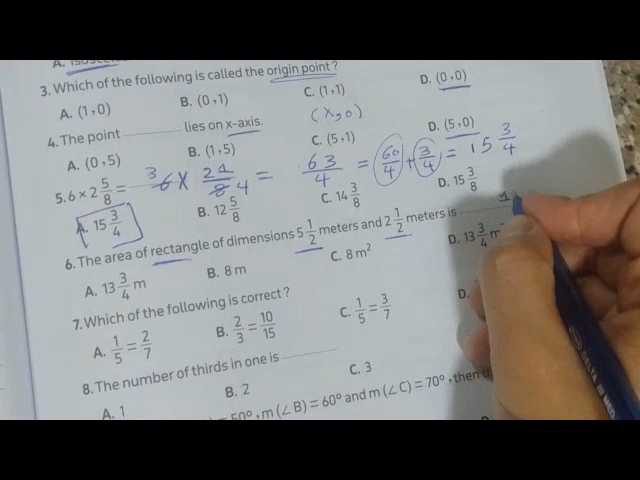 A. isosceles
3. Which of the following is called the origin point ?
A. (1 , 0) B. (0 , 1) C. (1 , 1) D. (0 , 0)
(x , 0)
4. The point ............ lies on x-axis.
A. (0 , 5) B. (1 , 5) C. (5 , 1) D. (5 , 0)
5. 6 × 2 5/8 = 3 6 × 21/8 4 = 63/4 = 60/4 + 3/4 = 15 3/4
A. 15 3/4 B. 12 5/8 C. 14 3/8 D. 15 3/8
6. The area of rectangle of dimensions 5 1/2 meters and 2 1/2 meters is ............ 1
A. 13 3/4 m B. 8 m C. 8 m² D. 13 3/4 m²
7. Which of the following is correct ?
A. 1/5 = 2/7 B. 2/3 = 10/15 C. 1/5 = 3/7 D.
8. The number of thirds in one is ............
A. 1 B. 2 C. 3
= 50° , m (∠ B) = 60° and m (∠ C) = 70° , then